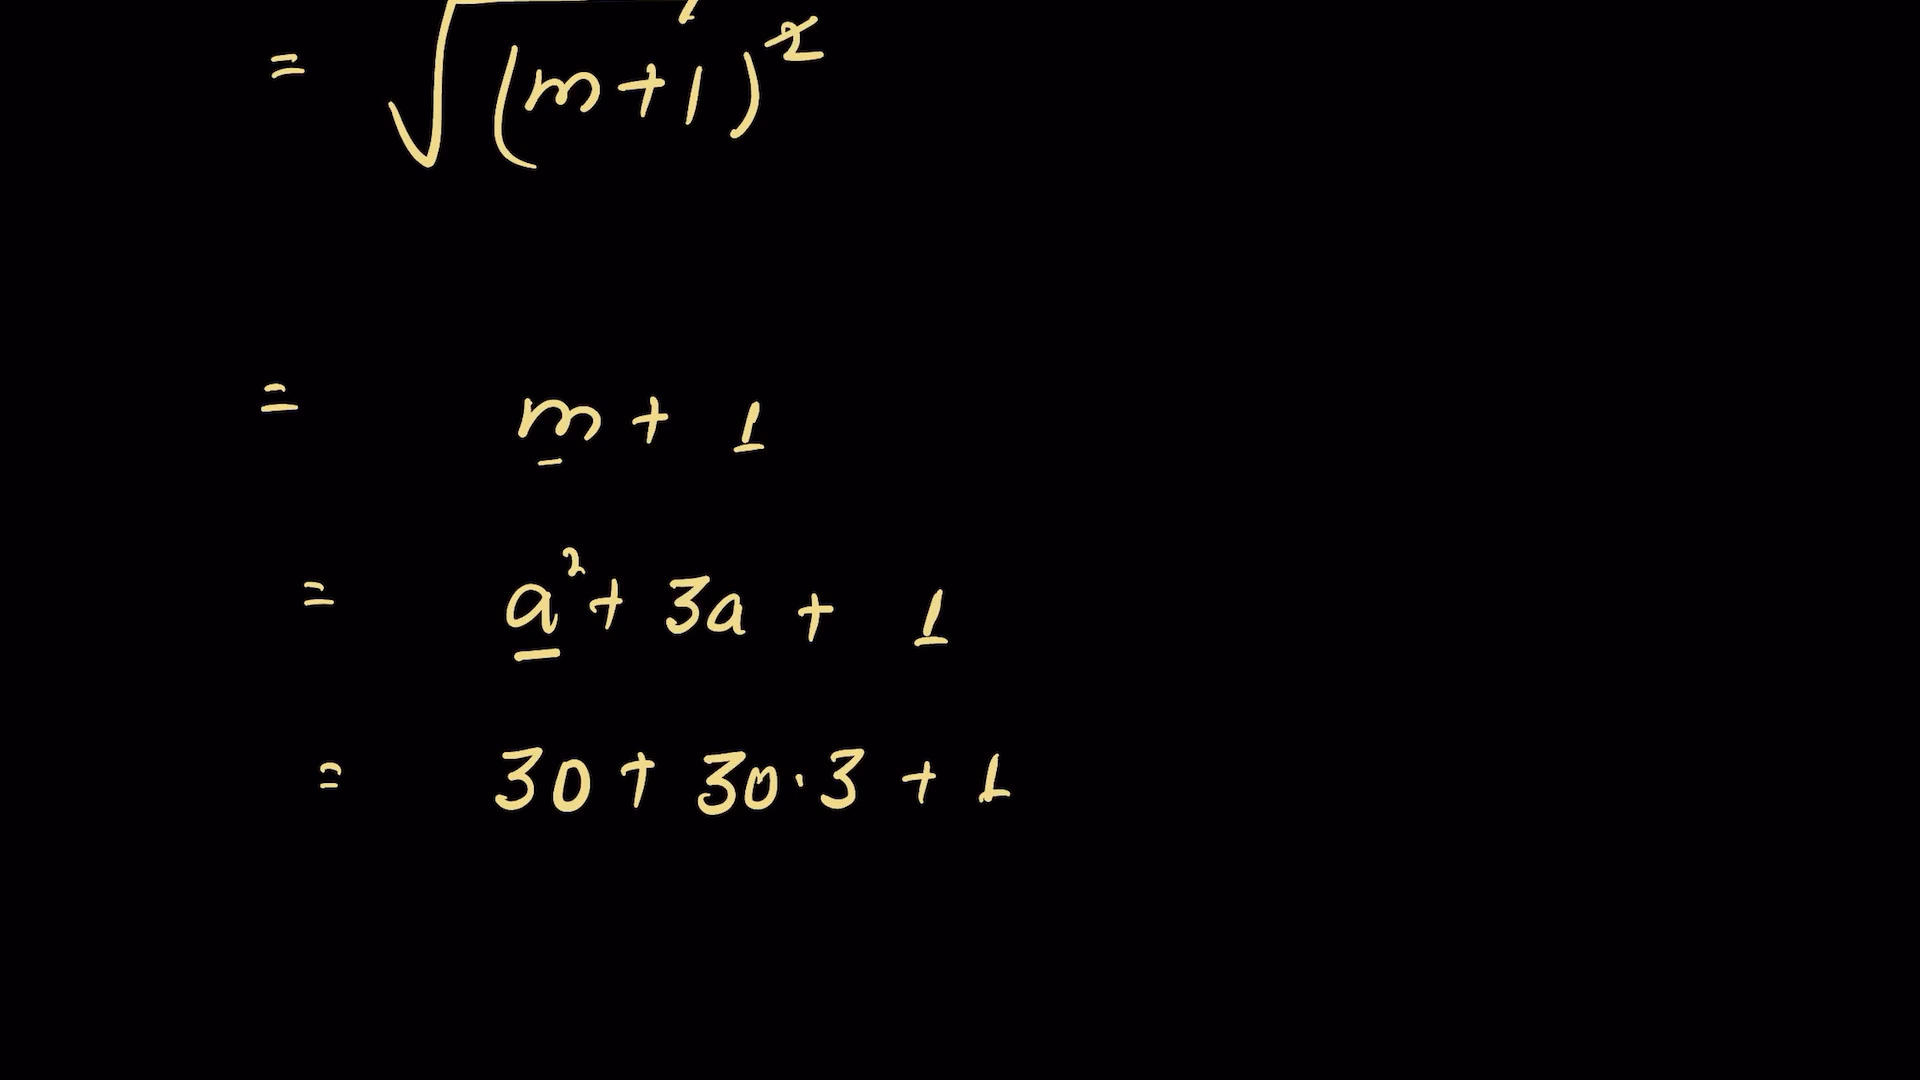 = √(m+1)²
= m + 1
= a² + 3a + 1
= 30 + 30·3 + 1